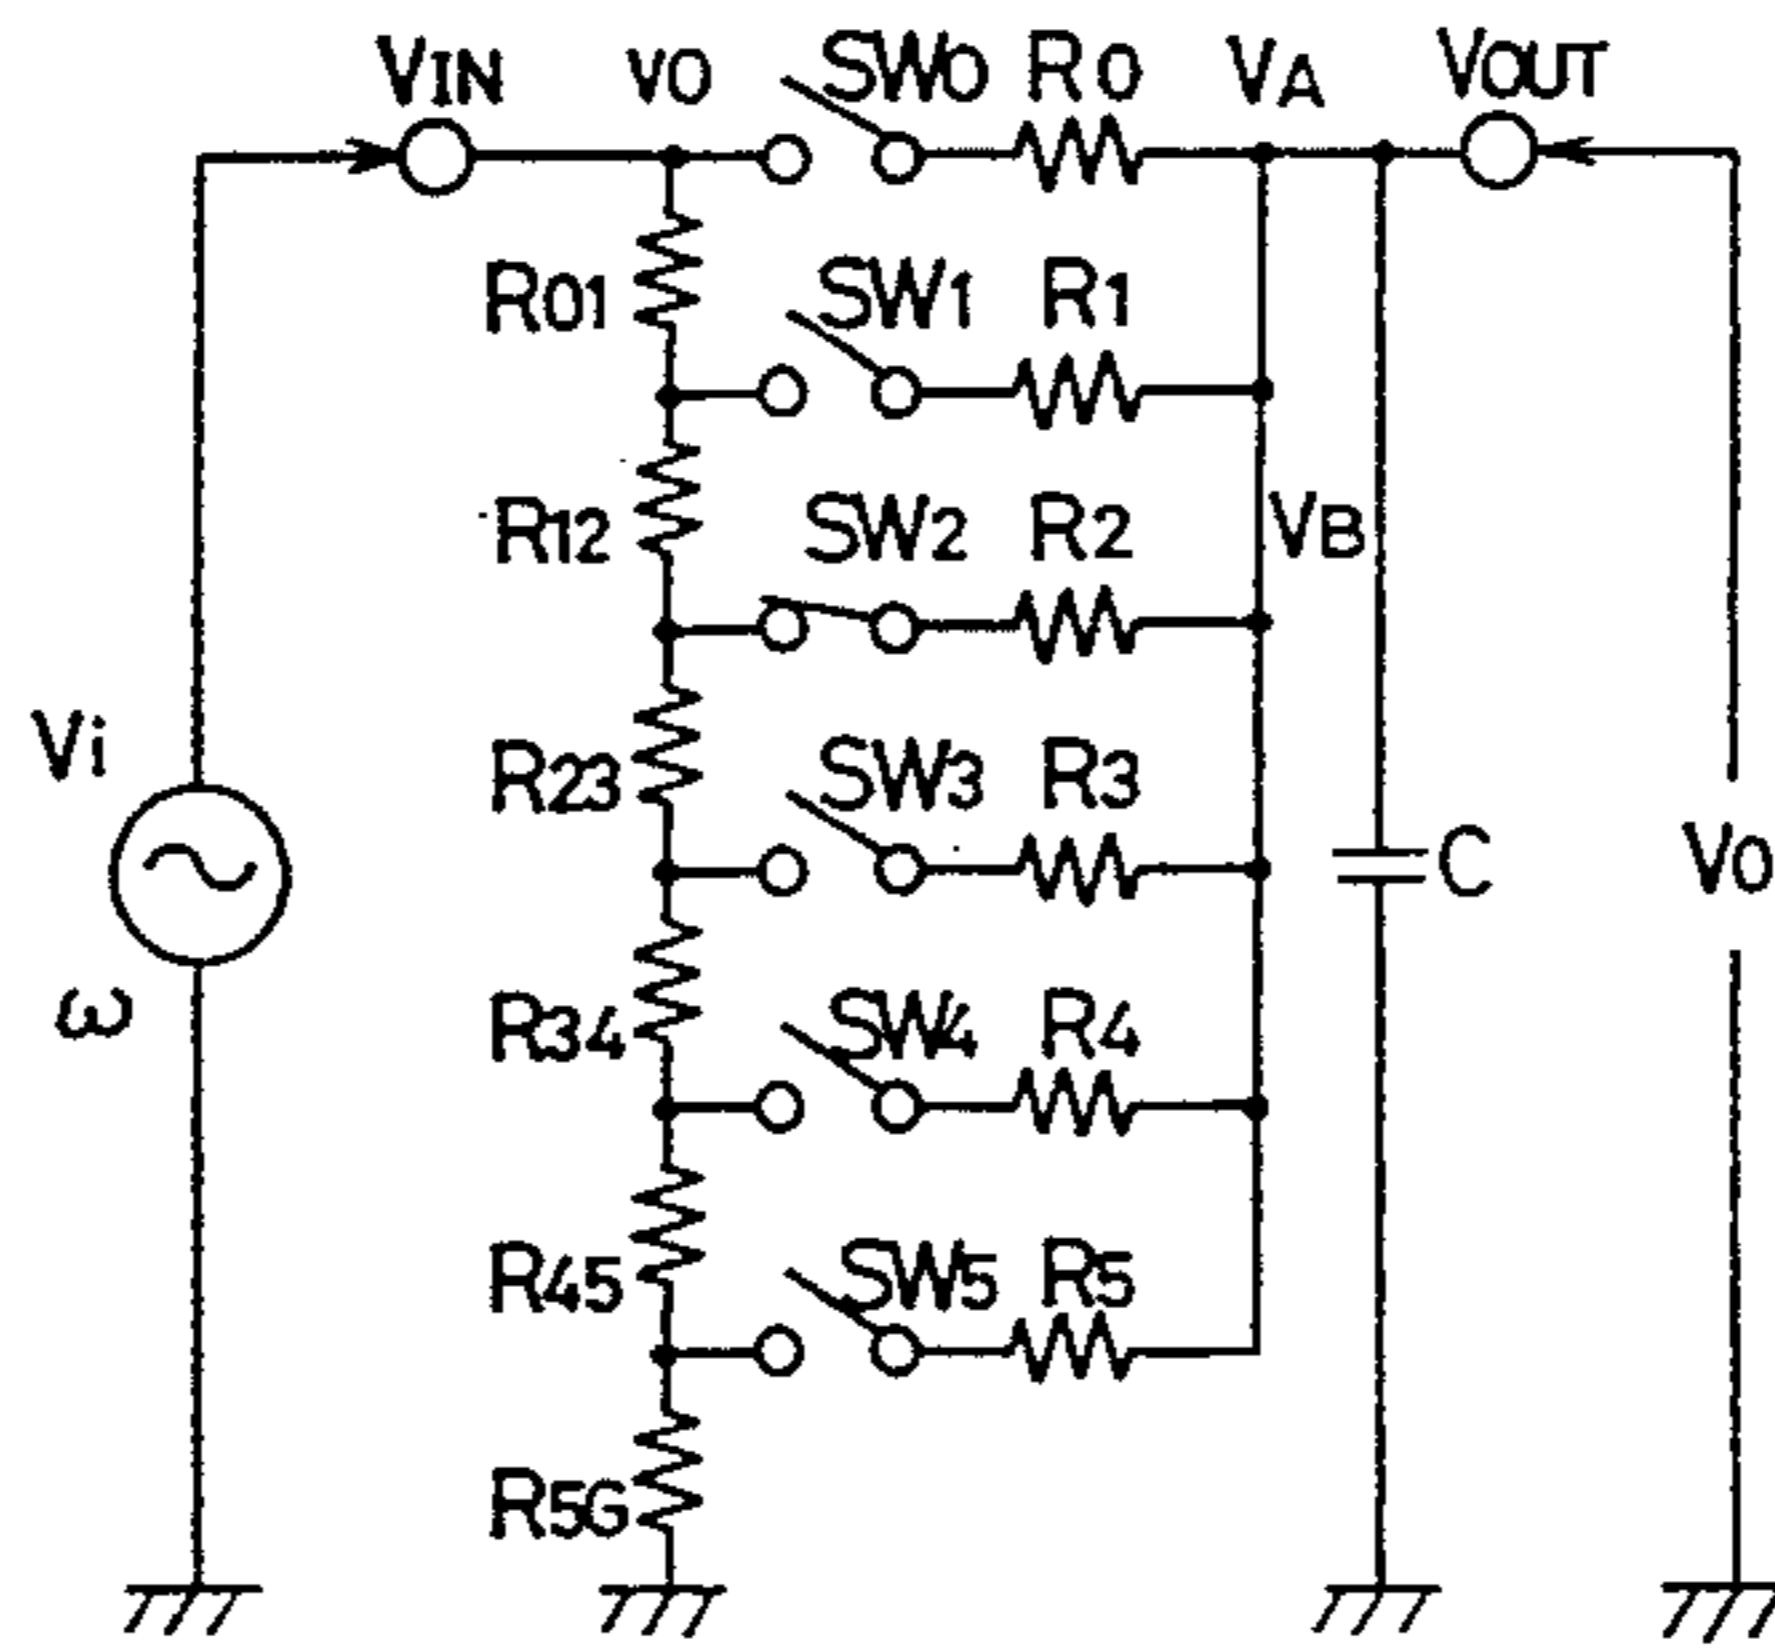 VIN v0 SW0 R0 VA VOUT
R01 SW1 R1
R12 SW2 R2 VB
Vi R23 SW3 R3 C VO
ω R34 SW4 R4
R45 SW5 R5
R5G